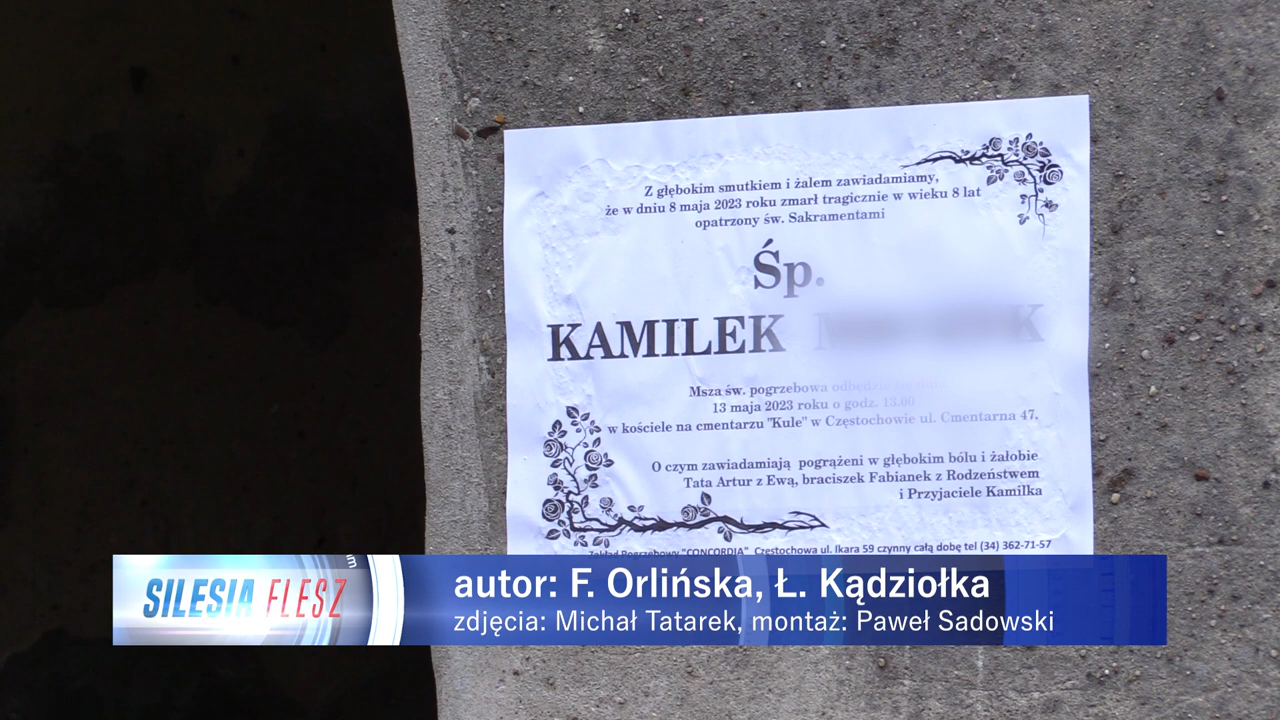 Z głębokim smutkiem i żalem zawiadamiamy,
że w dniu 8 maja 2023 roku zmarł tragicznie w wieku 8 lat
opatrzony św. Sakramentami
Śp.
KAMILEK
Msza św. pogrzebowa odbędzie się dnia
13 maja 2023 roku o godz. 13.00
w kościele na cmentarzu "Kule" w Częstochowie ul. Cmentarna 47,
O czym zawiadamiają pogrążeni w głębokim bólu i żałobie
Tata Artur z Ewą, braciszek Fabianek z Rodzeństwem
i Przyjaciele Kamilka
Zakład Pogrzebowy "CONCORDIA" Częstochowa ul. Ikara 59 czynny całą dobę tel (34) 362-71-57
SILESIA FLESZ
autor: F. Orlińska, Ł. Kądziołka
zdjęcia: Michał Tatarek, montaż: Paweł Sadowski